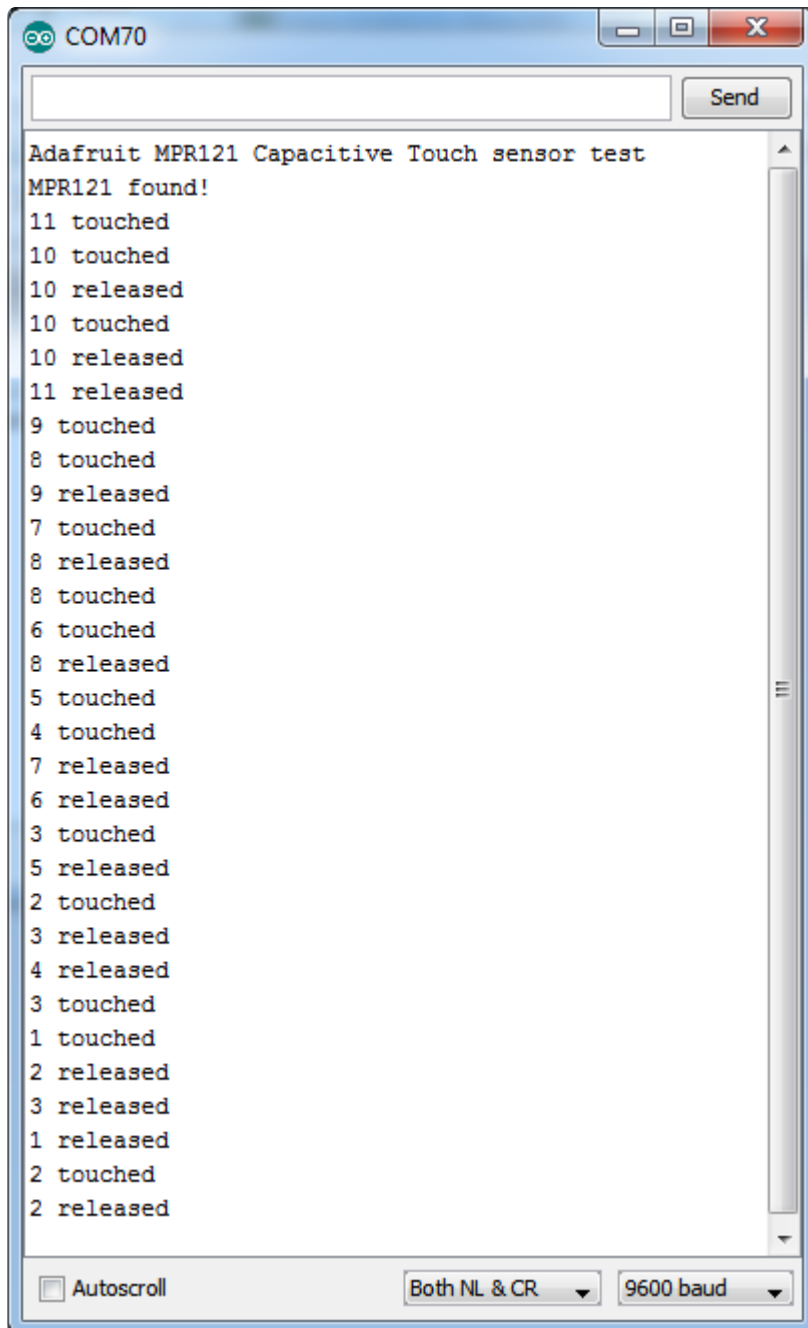 COM70
Send
Adafruit MPR121 Capacitive Touch sensor test
MPR121 found!
11 touched
10 touched
10 released
10 touched
10 released
11 released
9 touched
8 touched
9 released
7 touched
8 released
8 touched
6 touched
8 released
5 touched
4 touched
7 released
6 released
3 touched
5 released
2 touched
3 released
4 released
3 touched
1 touched
2 released
3 released
1 released
2 touched
2 released
Autoscroll Both NL & CR 9600 baud